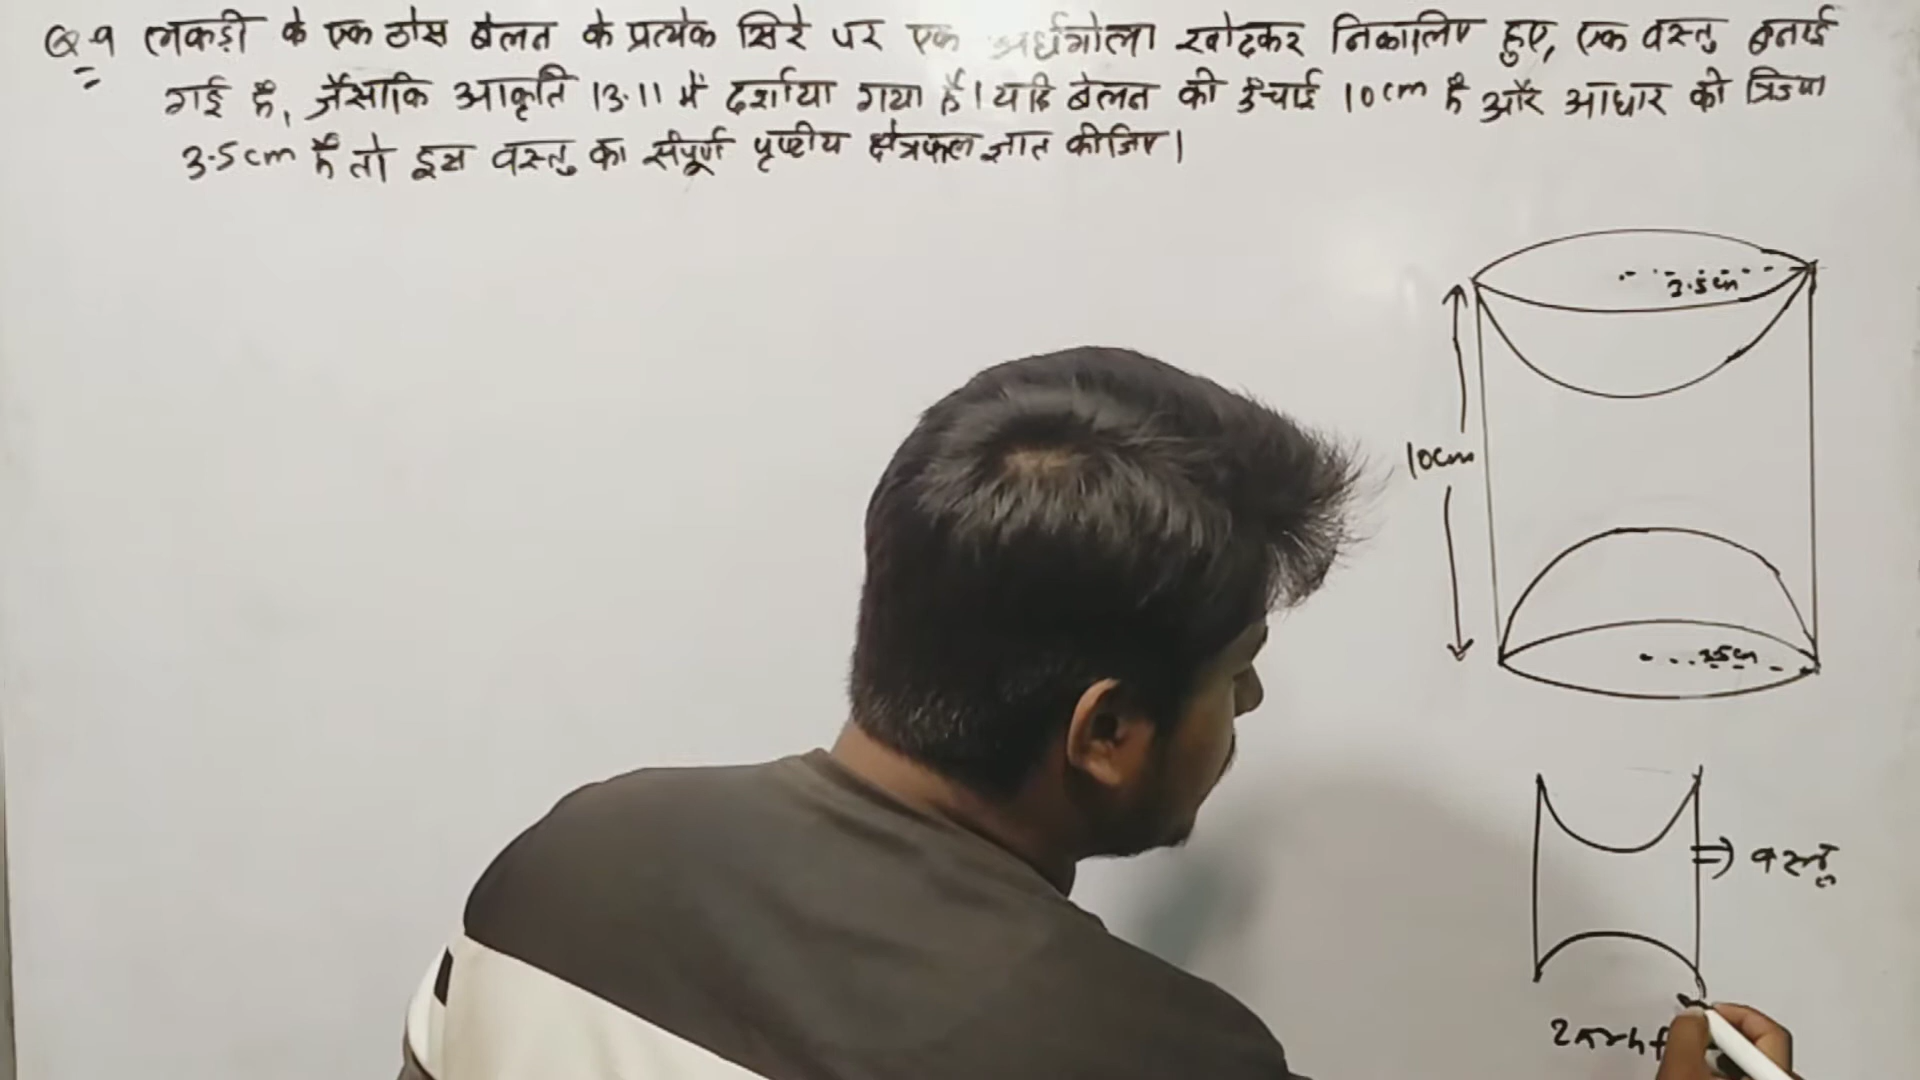 Q 9 लकड़ी के एक ठोस बेलन के प्रत्येक सिरे पर एक अर्धगोला खोदकर निकालिए हुए, एक वस्तु बनाई
गई है, जैसाकि आकृति 13.11 में दर्शाया गया है। यदि बेलन की ऊँचाई 10cm है और आधार की त्रिज्या
3.5cm है तो इस वस्तु का संपूर्ण पृष्टीय क्षेत्रफल ज्ञात कीजिए।
3.5cm
10cm
3.5cm
⇒ वस्तु
2πrh+